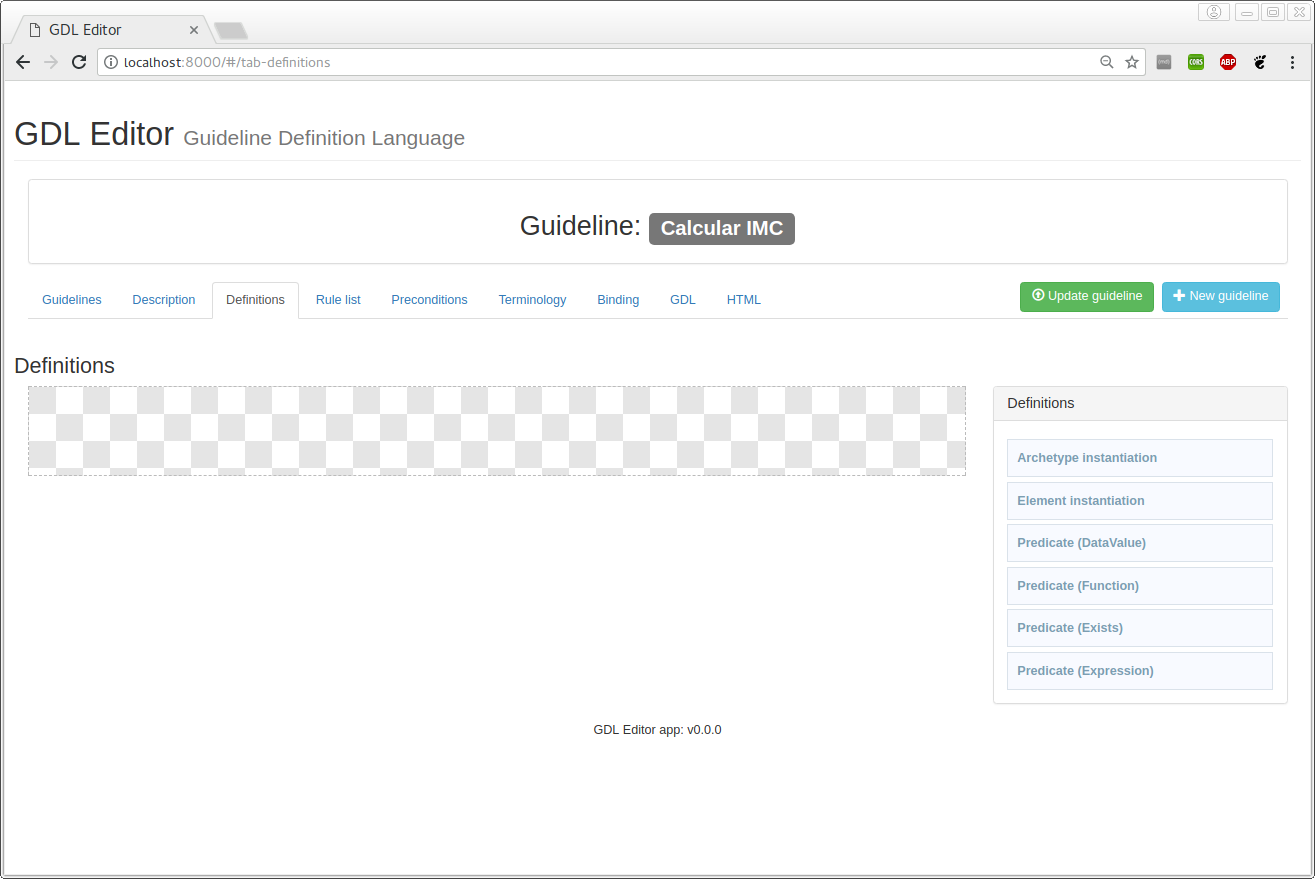 GDL Editor
localhost:8000/#/tab-definitions
CORS
ABP
GDL Editor Guideline Definition Language
Guideline: Calcular IMC
Guidelines Description Definitions Rule list Preconditions Terminology Binding GDL HTML Update guideline New guideline
Definitions
Definitions
Archetype instantiation
Element instantiation
Predicate (DataValue)
Predicate (Function)
Predicate (Exists)
Predicate (Expression)
GDL Editor app: v0.0.0